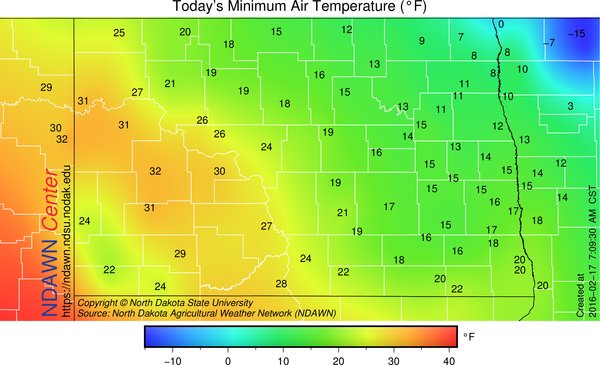 Today's Minimum Air Temperature (°F)
0
25 20 15 12 9 7 -7 -15
18 8 8
13 8 10
19 16
29 27 21 19 15 11 10
31 18 13 11 3
30 31 26 15 12
32 26 19 14 13
24 16 13 14 12
32 30 15 15 14
19 15 15 15 14
31 21 17 16 17
24 27 19 15 17 18
29 24 16 16 18
22 22 18 20
24 28 20 20
22 20
NDAWN Center
https://ndawn.ndsu.nodak.edu
Copyright © North Dakota State University
Source: North Dakota Agricultural Weather Network (NDAWN)
Created at
2016-02-17 7:09:30 AM CST
°F
-10 0 10 20 30 40